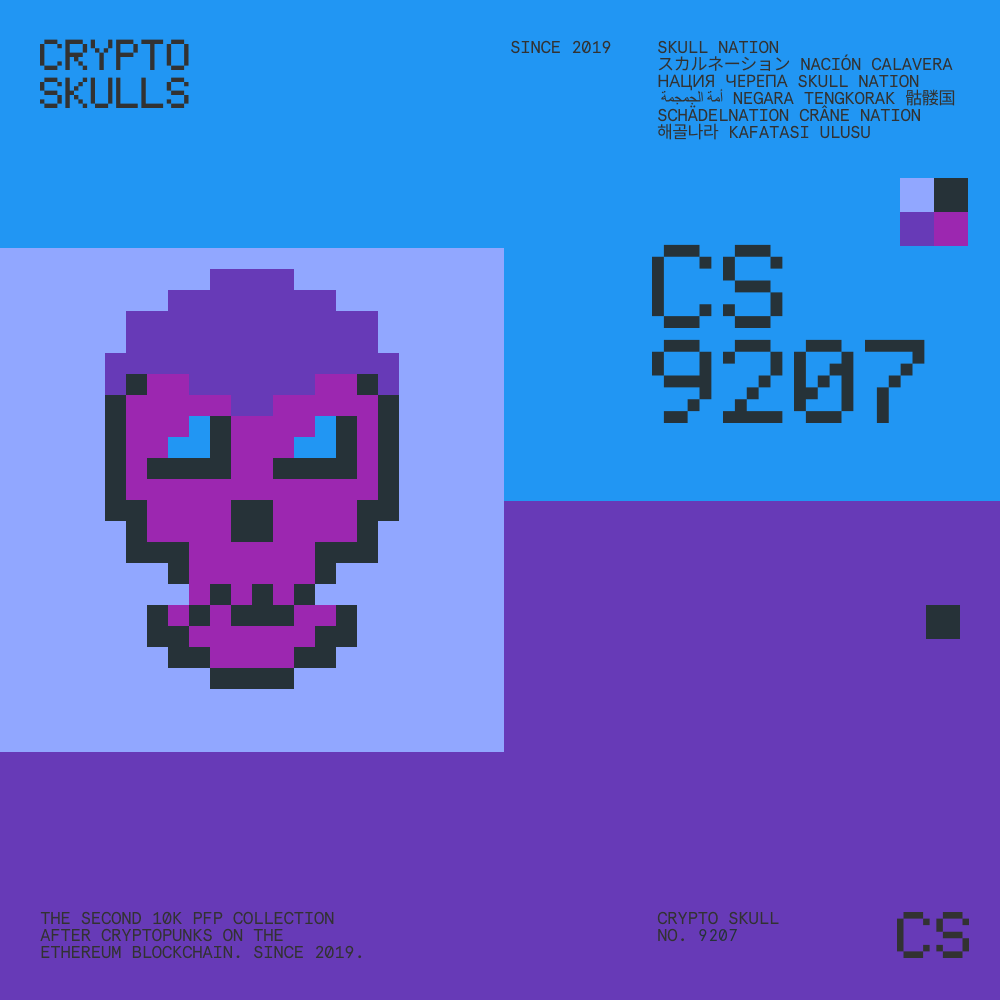 CRYPTO
SKULLS
SINCE 2019
SKULL NATION
スカルネーション NACIÓN CALAVERA
НАЦИЯ ЧЕРЕПА SKULL NATION
أمة الجمجمة NEGARA TENGKORAK 骷髅国
SCHÄDELNATION CRÂNE NATION
해골나라 KAFATASI ULUSU
CS
9207
THE SECOND 10K PFP COLLECTION
AFTER CRYPTOPUNKS ON THE
ETHEREUM BLOCKCHAIN. SINCE 2019.
CRYPTO SKULL
NO. 9207
CS